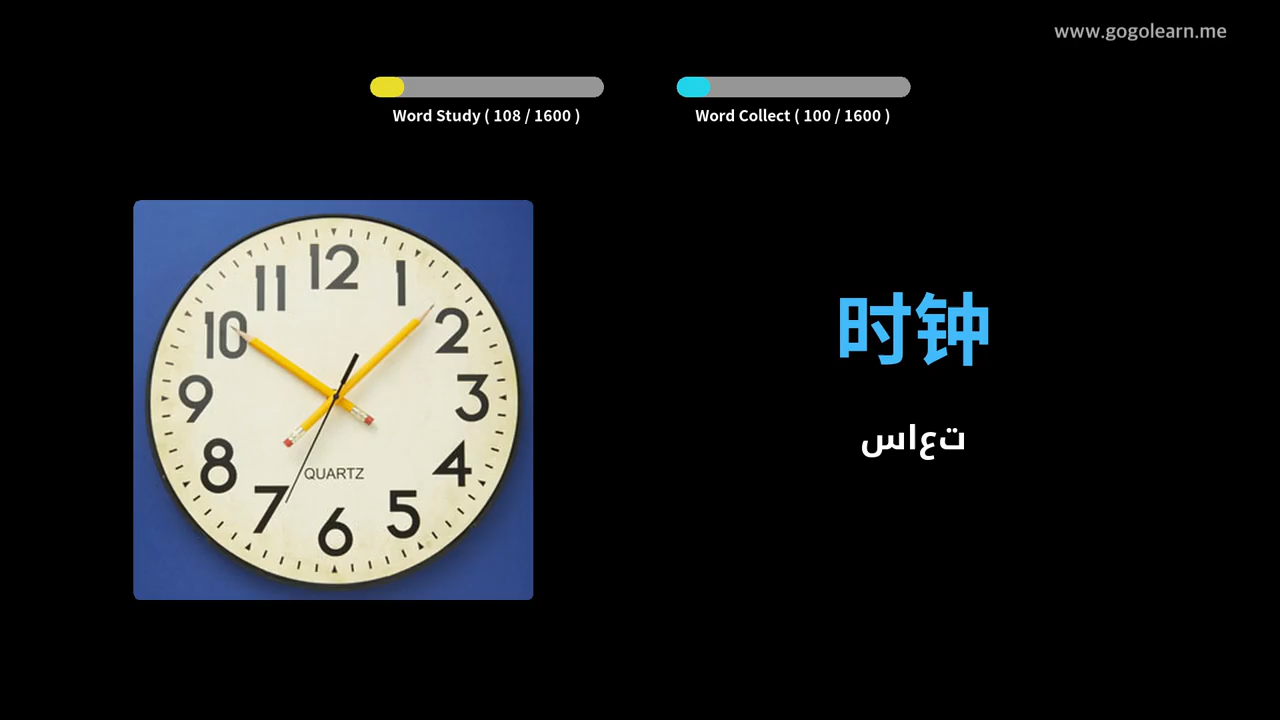 www.gogolearn.me
Word Study ( 108 / 1600 )
Word Collect ( 100 / 1600 )
12
1
2
3
4
5
6
7
8
9
10
11
QUARTZ
时钟
تعاس